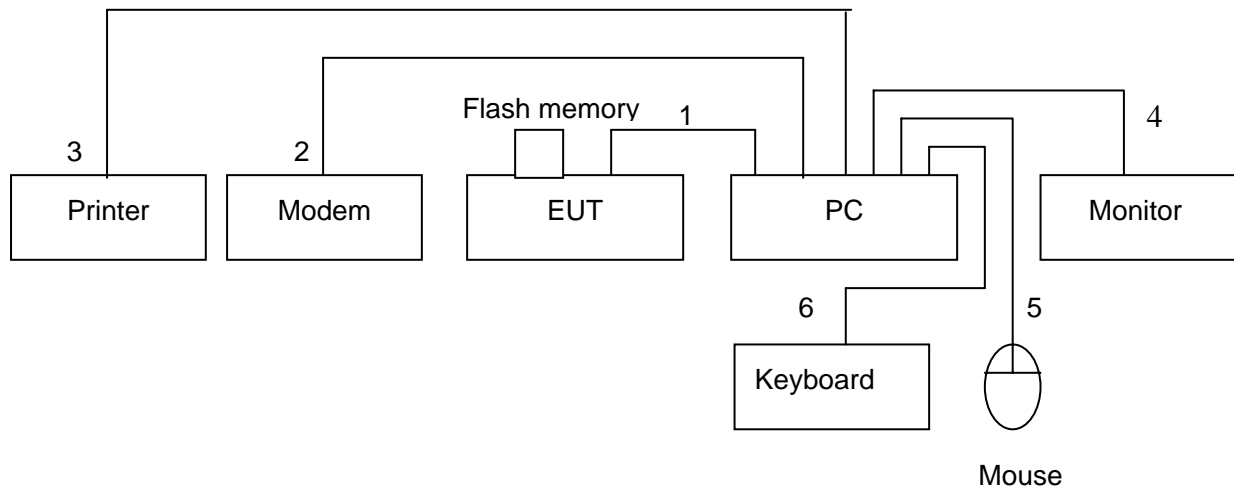 Flash memory
1
4
3
2
Printer
Modem
EUT
PC
Monitor
6
5
Keyboard
Mouse